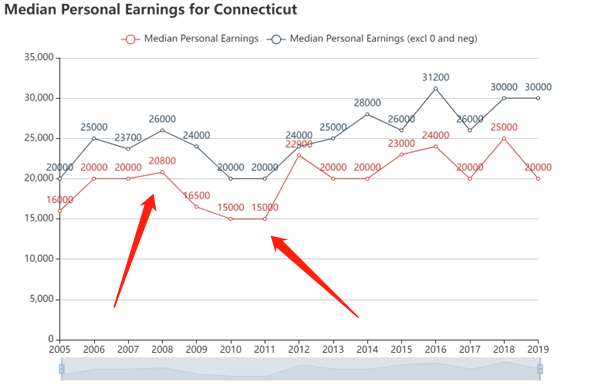 Median Personal Earnings for Connecticut
Median Personal Earnings Median Personal Earnings (excl 0 and neg)
35,000
30,000
25,000
20,000
15,000
10,000
5,000
0
20000 25000 23700 26000 24000 20000 20000 24000 25000 28000 26000 31200 26000 30000 30000
16000 20000 20000 20800 16500 15000 15000 22900 20000 20000 23000 24000 20000 25000 20000
2005 2006 2007 2008 2009 2010 2011 2012 2013 2014 2015 2016 2017 2018 2019